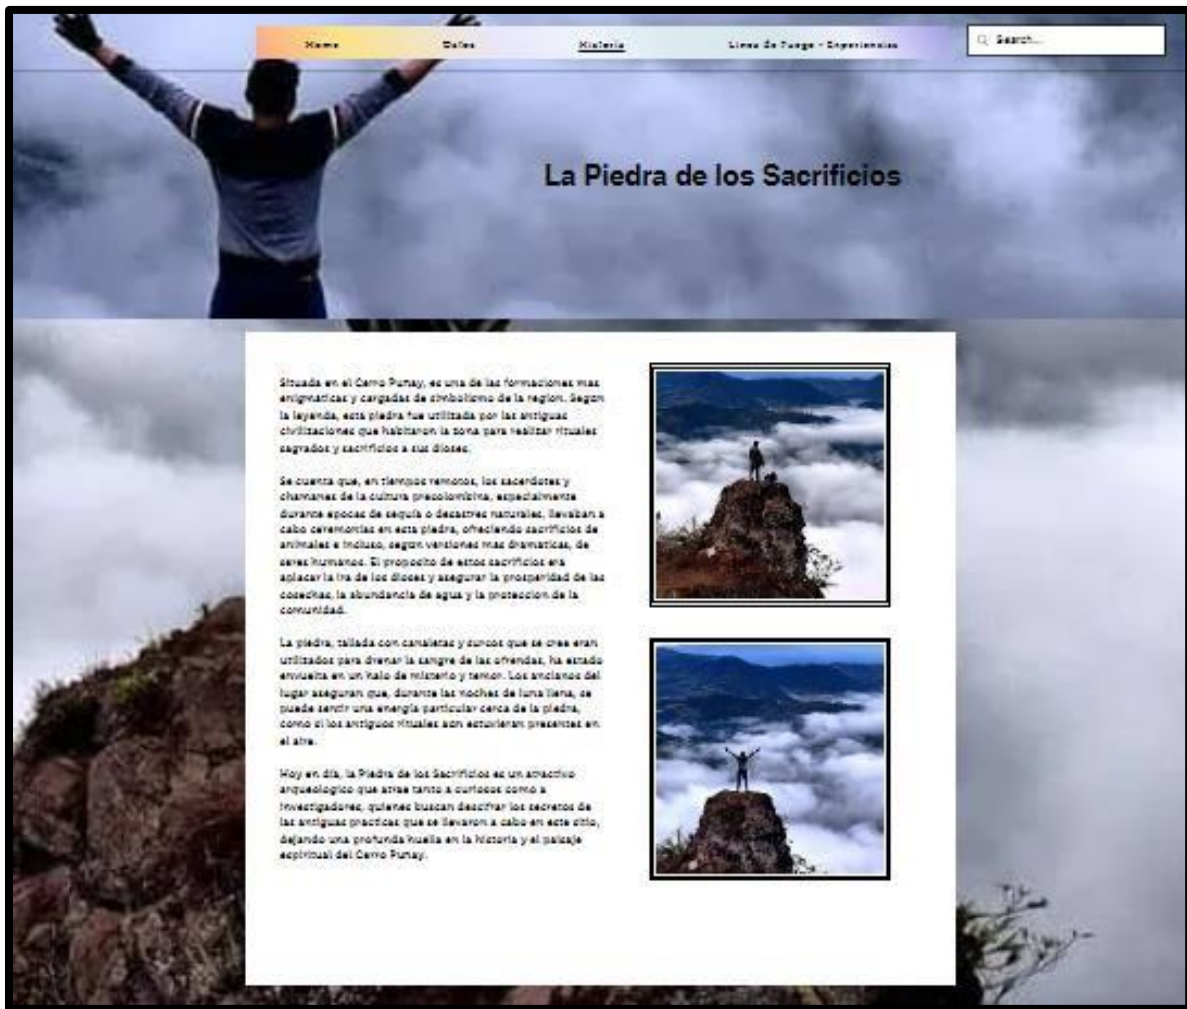 Home Datos Historia Linea de Fuego - Experiencias
Search...
La Piedra de los Sacrificios
Situada en el Cerro Puñay, es una de las formaciones mas
enigmáticas y cargadas de simbolismo de la region. Según
la leyenda, esta piedra fue utilizada por las antiguas
civilizaciones que habitaron la zona para realizar rituales
sagrados y sacrificios a sus dioses.
Se cuenta que, en tiempos remotos, los sacerdotes y
chamanes de la cultura precolombina, especialmente
durante epocas de sequía o desastres naturales, llevaban a
cabo ceremonias en esta piedra, ofreciendo sacrificios de
animales e incluso, según versiones mas dramaticas, de
seres humanos. El proposito de estos sacrificios era
aplacar la ira de los dioses y asegurar la prosperidad de las
cosechas, la abundancia de agua y la proteccion de la
comunidad.
La piedra, tallada con canaletas y surcos que se cree eran
utilizados para drenar la sangre de las ofrendas, ha estado
envuelta en un halo de misterio y temor. Los ancianos del
lugar aseguran que, durante las noches de luna llena, se
puede sentir una energía particular cerca de la piedra,
como si los antiguos rituales aún estuvieran presentes en
el aire.
Hoy en día, la Piedra de los Sacrificios es un atractivo
arqueologico que atrae tanto a curiosos como a
investigadores, quienes buscan descifrar los secretos de
las antiguas practicas que se llevaron a cabo en este sitio,
dejando una profunda huella en la historia y el paisaje
espiritual del Cerro Puñay.